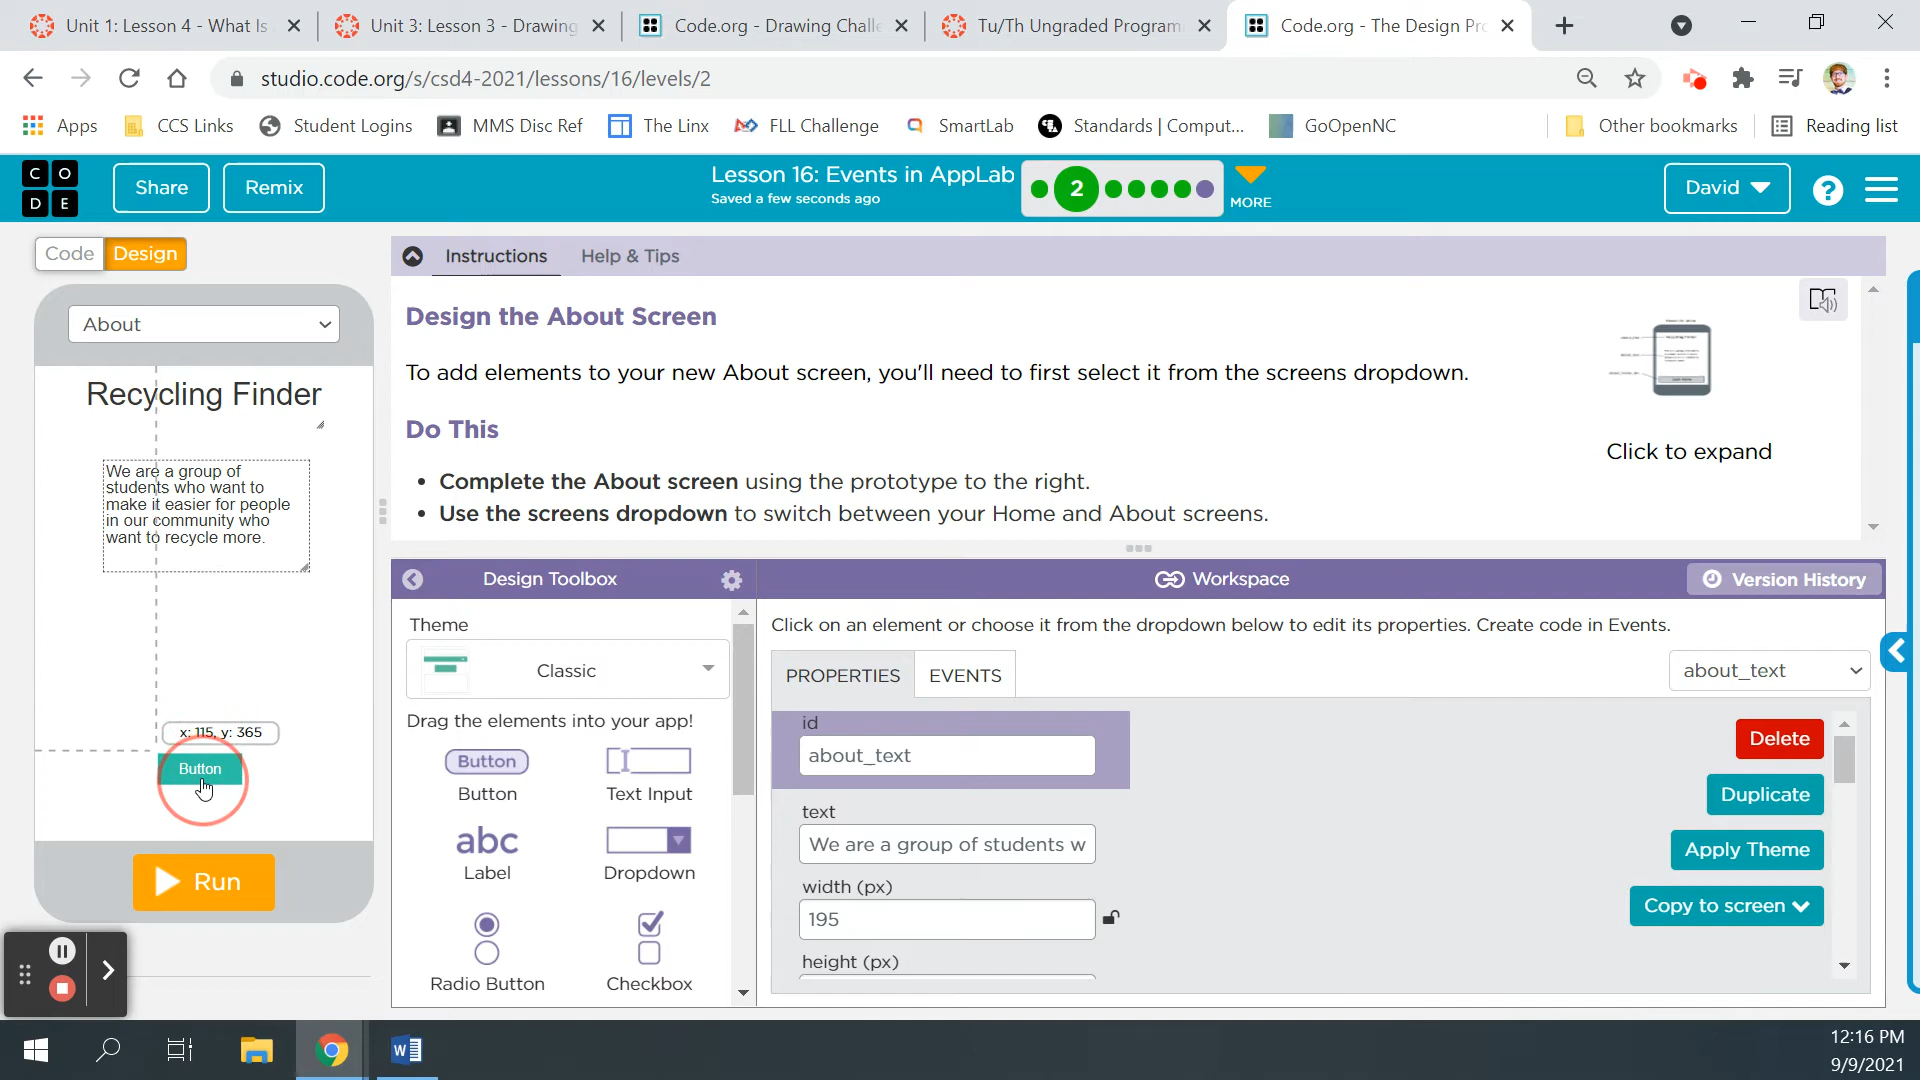 Unit 1: Lesson 4 - What Is
Unit 3: Lesson 3 - Drawing
Code.org - Drawing Challe
Tu/Th Ungraded Program
Code.org - The Design Pr
studio.code.org/s/csd4-2021/lessons/16/levels/2
Apps
CCS Links
Student Logins
MMS Disc Ref
The Linx
FLL Challenge
SmartLab
Standards | Comput...
GoOpenNC
Other bookmarks
Reading list
C O
D E
Share
Remix
Lesson 16: Events in AppLab
Saved a few seconds ago
2
MORE
David
?
Code
Design
Instructions
Help & Tips
About
Recycling Finder
We are a group of
students who want to
make it easier for people
in our community who
want to recycle more.
x: 115, y: 365
Button
Run
Design the About Screen
To add elements to your new About screen, you'll need to first select it from the screens dropdown.
Do This
• Complete the About screen using the prototype to the right.
• Use the screens dropdown to switch between your Home and About screens.
Click to expand
Design Toolbox
Workspace
Version History
Theme
Classic
Drag the elements into your app!
Button
Button
Text Input
abc
Label
Dropdown
Radio Button
Checkbox
Click on an element or choose it from the dropdown below to edit its properties. Create code in Events.
PROPERTIES
EVENTS
about_text
id
about_text
text
We are a group of students w
width (px)
195
height (px)
Delete
Duplicate
Apply Theme
Copy to screen
W
12:16 PM
9/9/2021